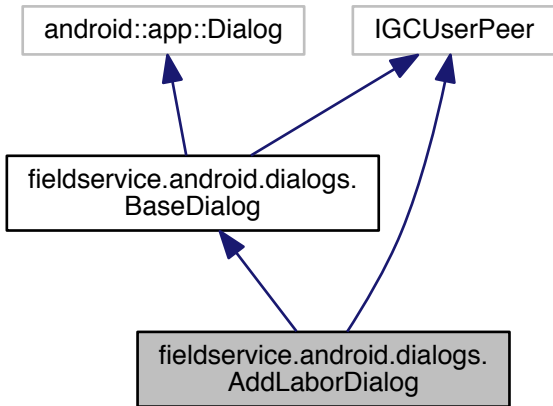 android::app::Dialog
IGCUserPeer
fieldservice.android.dialogs.
BaseDialog
fieldservice.android.dialogs.
AddLaborDialog